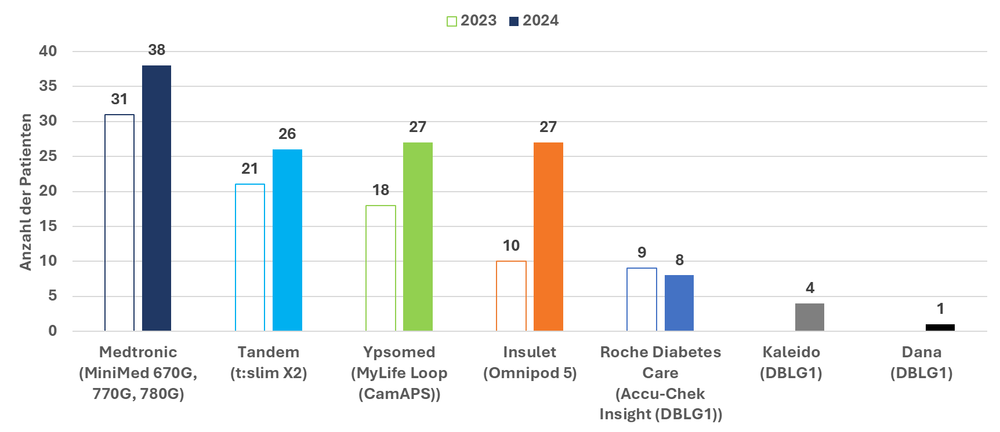 2023 2024
40
35
30
25
20
15
10
5
0
Anzahl der Patienten
31 38
21 26
18 27
10 27
9 8
4
1
Medtronic
(MiniMed 670G,
770G, 780G)
Tandem
(t:slim X2)
Ypsomed
(MyLife Loop
(CamAPS))
Insulet
(Omnipod 5)
Roche Diabetes
Care
(Accu-Chek
Insight (DBLG1))
Kaleido
(DBLG1)
Dana
(DBLG1)